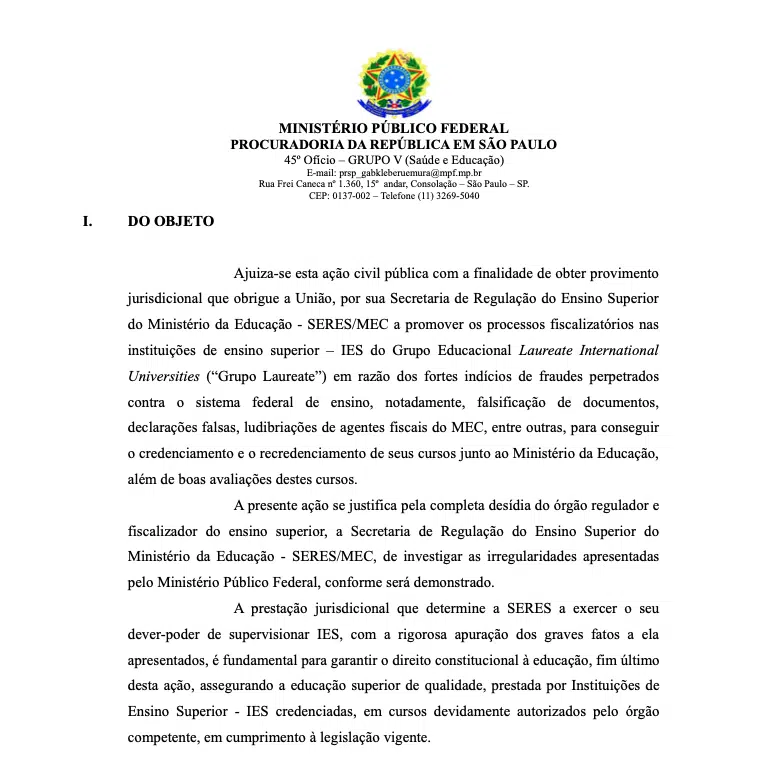 MINISTÉRIO PÚBLICO FEDERAL
PROCURADORIA DA REPÚBLICA EM SÃO PAULO
45º Ofício – GRUPO V (Saúde e Educação)
E-mail: prsp_gabkleberuemura@mpf.mp.br
Rua Frei Caneca nº 1.360, 15º andar, Consolação – São Paulo – SP.
CEP: 0137-002 – Telefone (11) 3269-5040
I. DO OBJETO
Ajuiza-se esta ação civil pública com a finalidade de obter provimento
jurisdicional que obrigue a União, por sua Secretaria de Regulação do Ensino Superior
do Ministério da Educação - SERES/MEC a promover os processos fiscalizatórios nas
instituições de ensino superior – IES do Grupo Educacional Laureate International
Universities (“Grupo Laureate”) em razão dos fortes indícios de fraudes perpetrados
contra o sistema federal de ensino, notadamente, falsificação de documentos,
declarações falsas, ludibriações de agentes fiscais do MEC, entre outras, para conseguir
o credenciamento e o recredenciamento de seus cursos junto ao Ministério da Educação,
além de boas avaliações destes cursos.
A presente ação se justifica pela completa desídia do órgão regulador e
fiscalizador do ensino superior, a Secretaria de Regulação do Ensino Superior do
Ministério da Educação - SERES/MEC, de investigar as irregularidades apresentadas
pelo Ministério Público Federal, conforme será demonstrado.
A prestação jurisdicional que determine a SERES a exercer o seu
dever-poder de supervisionar IES, com a rigorosa apuração dos graves fatos a ela
apresentados, é fundamental para garantir o direito constitucional à educação, fim último
desta ação, assegurando a educação superior de qualidade, prestada por Instituições de
Ensino Superior - IES credenciadas, em cursos devidamente autorizados pelo órgão
competente, em cumprimento à legislação vigente.